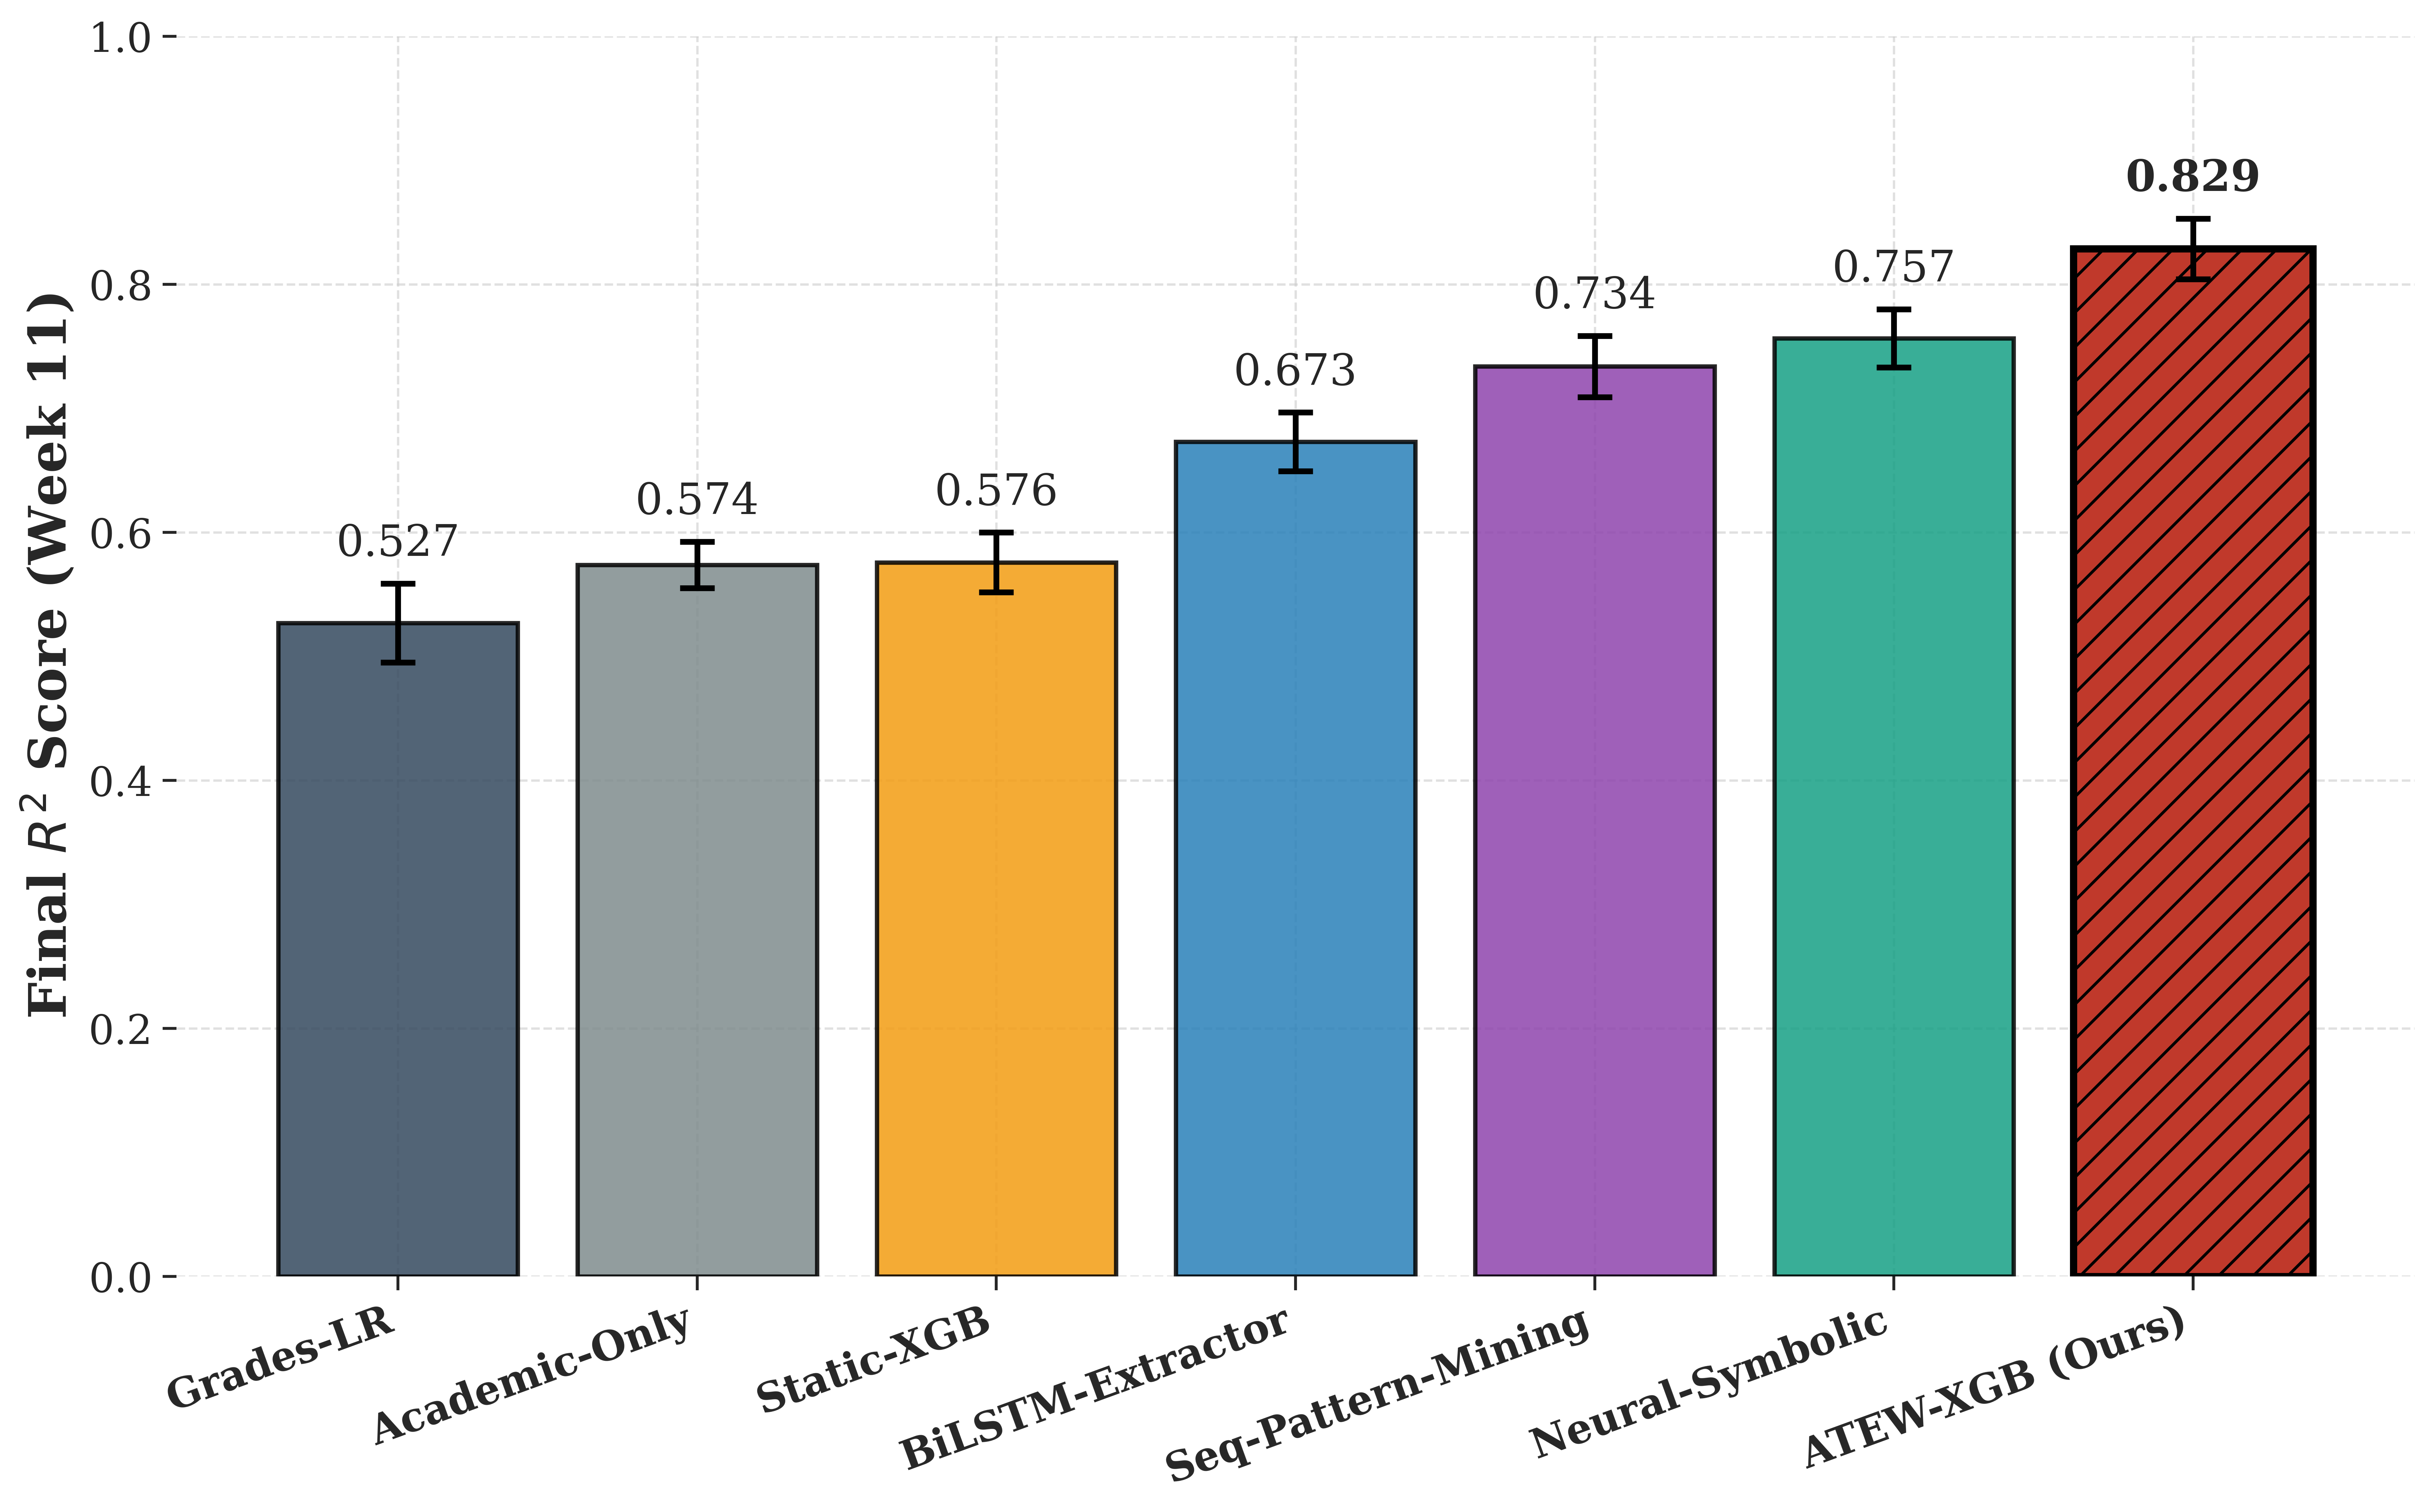 Final R² Score (Week 11)
1.0
0.8
0.6
0.4
0.2
0.0
0.527
0.574
0.576
0.673
0.734
0.757
0.829
Grades-LR
Academic-Only
Static-XGB
BiLSTM-Extractor
Seq-Pattern-Mining
Neural-Symbolic
ATEW-XGB (Ours)